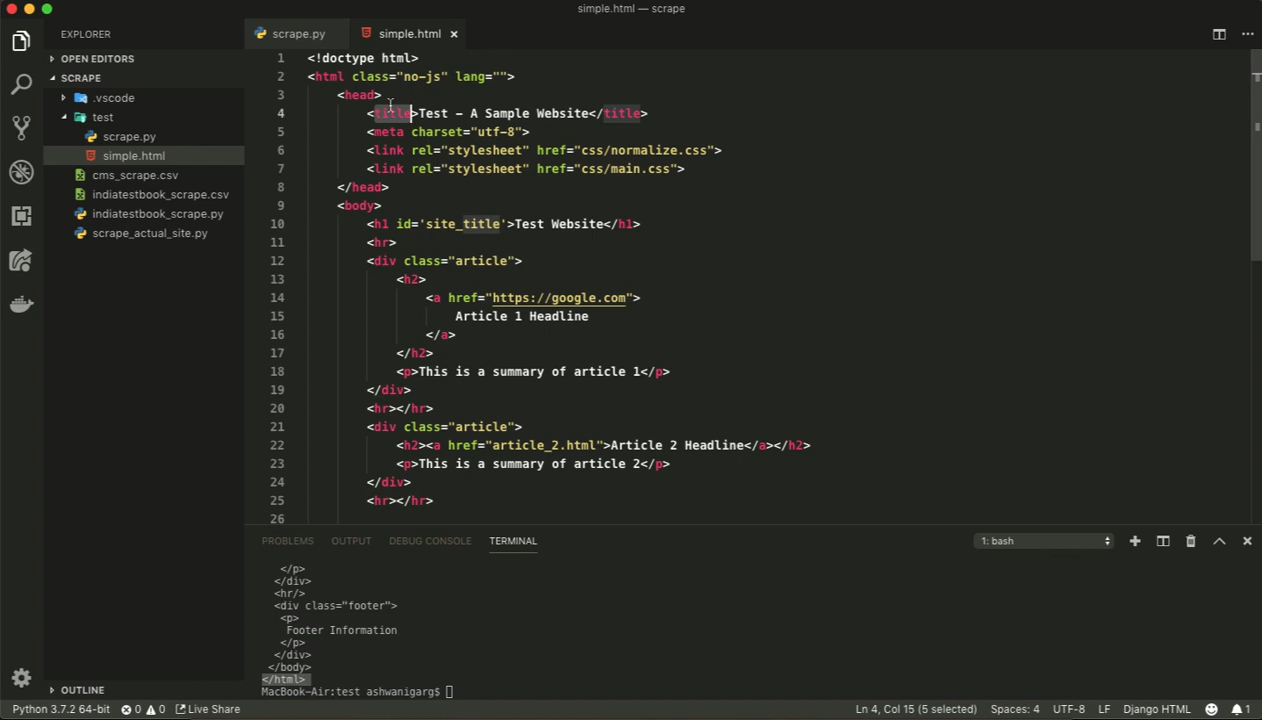 simple.html — scrape
EXPLORER
OPEN EDITORS
SCRAPE
.vscode
test
scrape.py
simple.html
cms_scrape.csv
indiatestbook_scrape.csv
indiatestbook_scrape.py
scrape_actual_site.py
OUTLINE
scrape.py
simple.html
1 <!doctype html>
2 <html class="no-js" lang="">
3 <head>
4 <title>Test - A Sample Website</title>
5 <meta charset="utf-8">
6 <link rel="stylesheet" href="css/normalize.css">
7 <link rel="stylesheet" href="css/main.css">
8 </head>
9 <body>
10 <h1 id='site_title'>Test Website</h1>
11 <hr>
12 <div class="article">
13 <h2>
14 <a href="https://google.com">
15 Article 1 Headline
16 </a>
17 </h2>
18 <p>This is a summary of article 1</p>
19 </div>
20 <hr></hr>
21 <div class="article">
22 <h2><a href="article_2.html">Article 2 Headline</a></h2>
23 <p>This is a summary of article 2</p>
24 </div>
25 <hr></hr>
26
PROBLEMS OUTPUT DEBUG CONSOLE TERMINAL 1: bash
</p>
</div>
<hr/>
<div class="footer">
<p>
Footer Information
</p>
</div>
</body>
</html>
MacBook-Air:test ashwanigarg$
Python 3.7.2 64-bit 0 0 Live Share Ln 4, Col 15 (5 selected) Spaces: 4 UTF-8 LF Django HTML 1